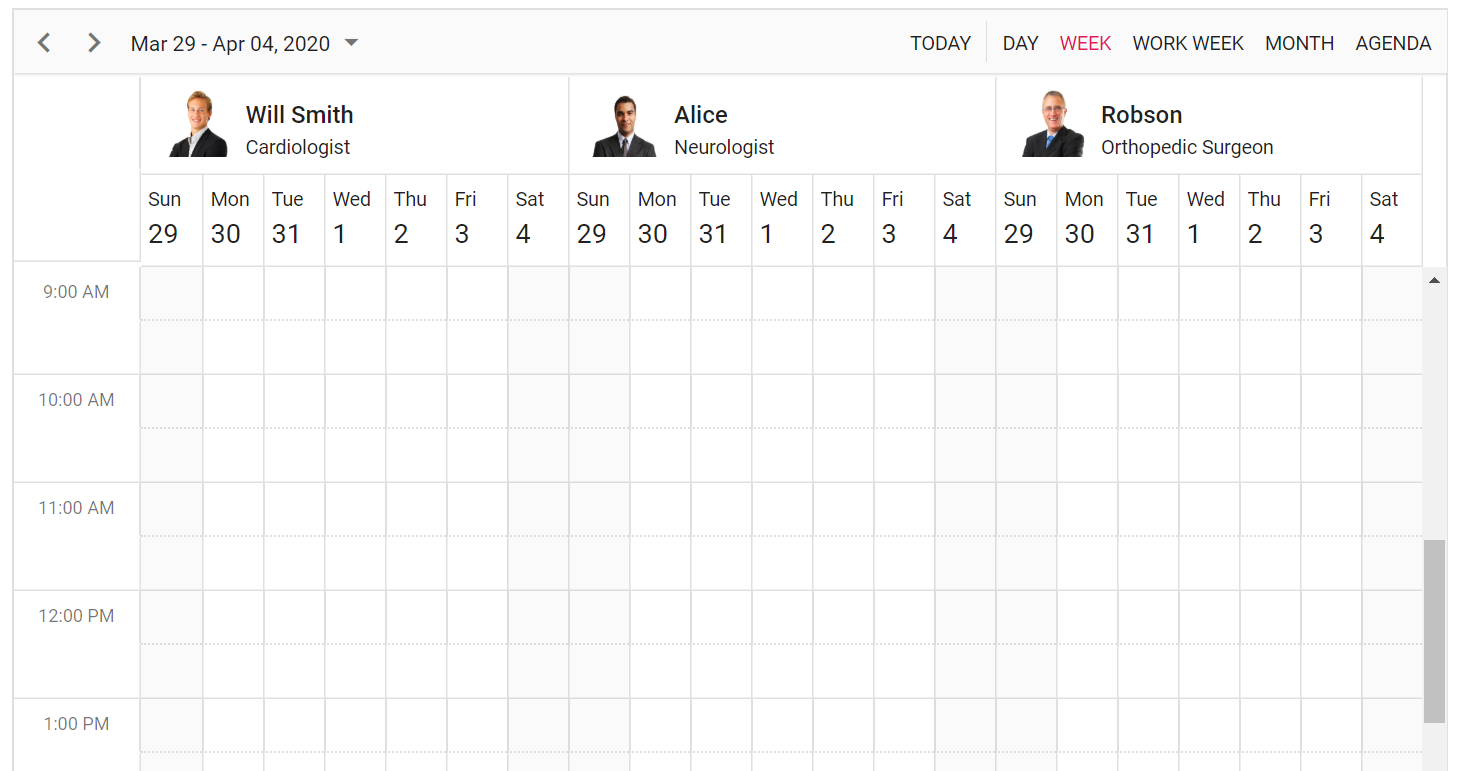 Mar 29 - Apr 04, 2020 TODAY DAY WEEK WORK WEEK MONTH AGENDA
Will Smith Alice Robson
Cardiologist Neurologist Orthopedic Surgeon
Sun Mon Tue Wed Thu Fri Sat Sun Mon Tue Wed Thu Fri Sat Sun Mon Tue Wed Thu Fri Sat
29 30 31 1 2 3 4 29 30 31 1 2 3 4 29 30 31 1 2 3 4
9:00 AM
10:00 AM
11:00 AM
12:00 PM
1:00 PM